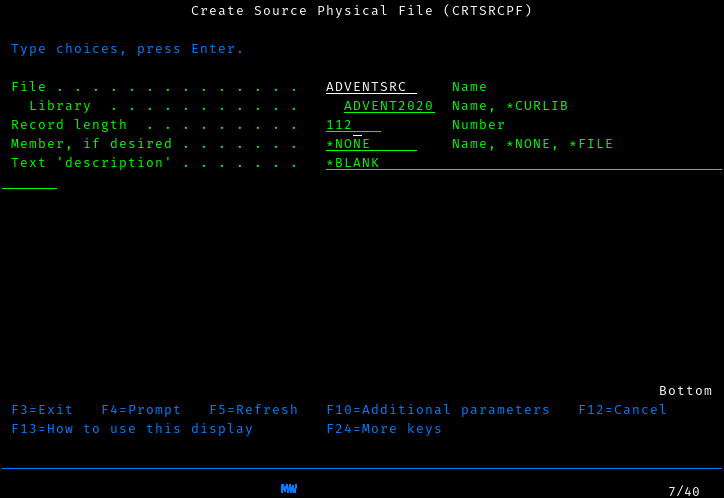 Create Source Physical File (CRTSRCPF)
Type choices, press Enter.
File . . . . . . . . . . . . . . ADVENTSRC Name
Library . . . . . . . . . . . ADVENT2020 Name, *CURLIB
Record length . . . . . . . . . 112 Number
Member, if desired . . . . . . . *NONE Name, *NONE, *FILE
Text 'description' . . . . . . . *BLANK
Bottom
F3=Exit F4=Prompt F5=Refresh F10=Additional parameters F12=Cancel
F13=How to use this display F24=More keys
MW 7/40